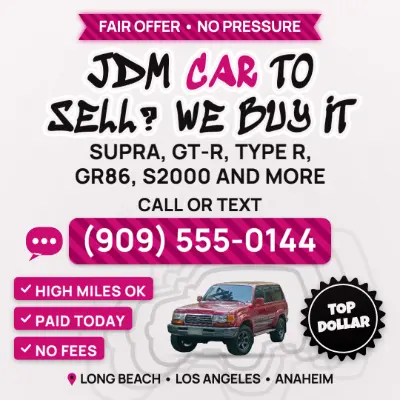 FAIR OFFER • NO PRESSURE
JDM CAR TO
SELL? WE BUY IT
SUPRA, GT-R, TYPE R,
GR86, S2000 AND MORE
CALL OR TEXT
(909) 555-0144
HIGH MILES OK
PAID TODAY
NO FEES
TOP
DOLLAR
LONG BEACH • LOS ANGELES • ANAHEIM